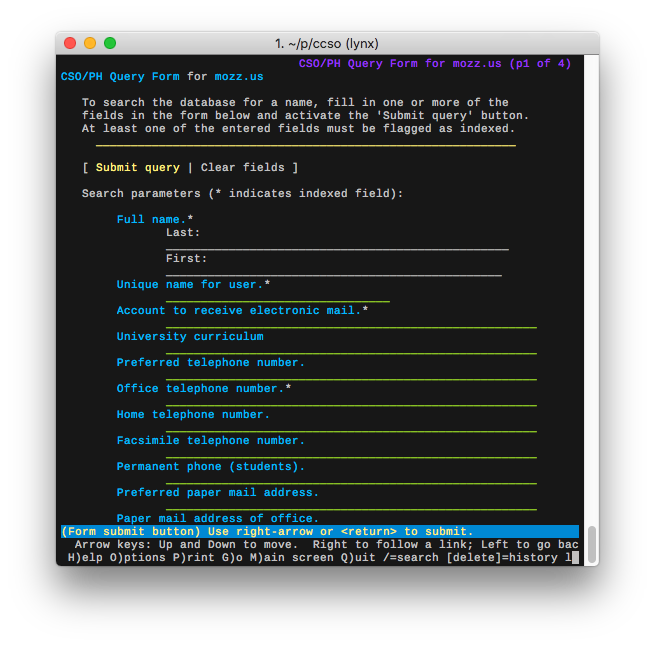 1. ~/p/ccso (lynx)
CSO/PH Query Form for mozz.us (p1 of 4)
CSO/PH Query Form for mozz.us
To search the database for a name, fill in one or more of the
fields in the form below and activate the 'Submit query' button.
At least one of the entered fields must be flagged as indexed.
[ Submit query | Clear fields ]
Search parameters (* indicates indexed field):
Full name.*
Last:
First:
Unique name for user.*
Account to receive electronic mail.*
University curriculum
Preferred telephone number.
Office telephone number.*
Home telephone number.
Facsimile telephone number.
Permanent phone (students).
Preferred paper mail address.
Paper mail address of office.
(Form submit button) Use right-arrow or <return> to submit.
Arrow keys: Up and Down to move.  Right to follow a link; Left to go bac
H)elp O)ptions P)rint G)o M)ain screen Q)uit /=search [delete]=history l